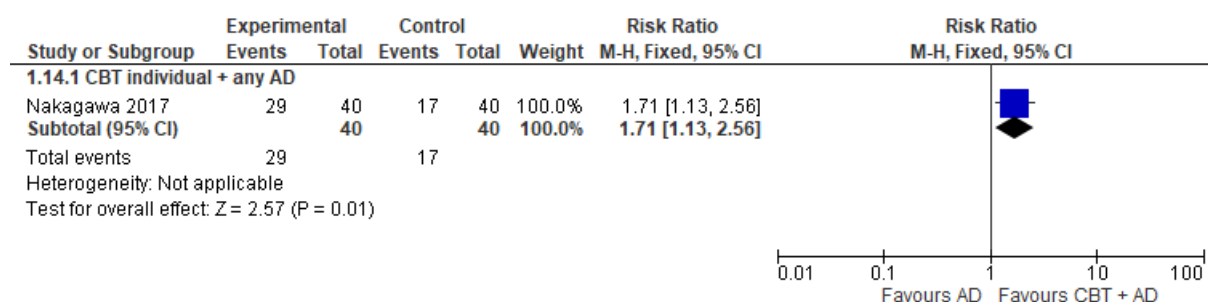 Experimental Control Risk Ratio Risk Ratio
Study or Subgroup Events Total Events Total Weight M-H, Fixed, 95% CI M-H, Fixed, 95% CI
1.14.1 CBT individual + any AD
Nakagawa 2017 29 40 17 40 100.0% 1.71 [1.13, 2.56]
Subtotal (95% CI) 40 40 100.0% 1.71 [1.13, 2.56]
Total events 29 17
Heterogeneity: Not applicable
Test for overall effect: Z = 2.57 (P = 0.01)
0.01 0.1 1 10 100
Favours AD Favours CBT + AD